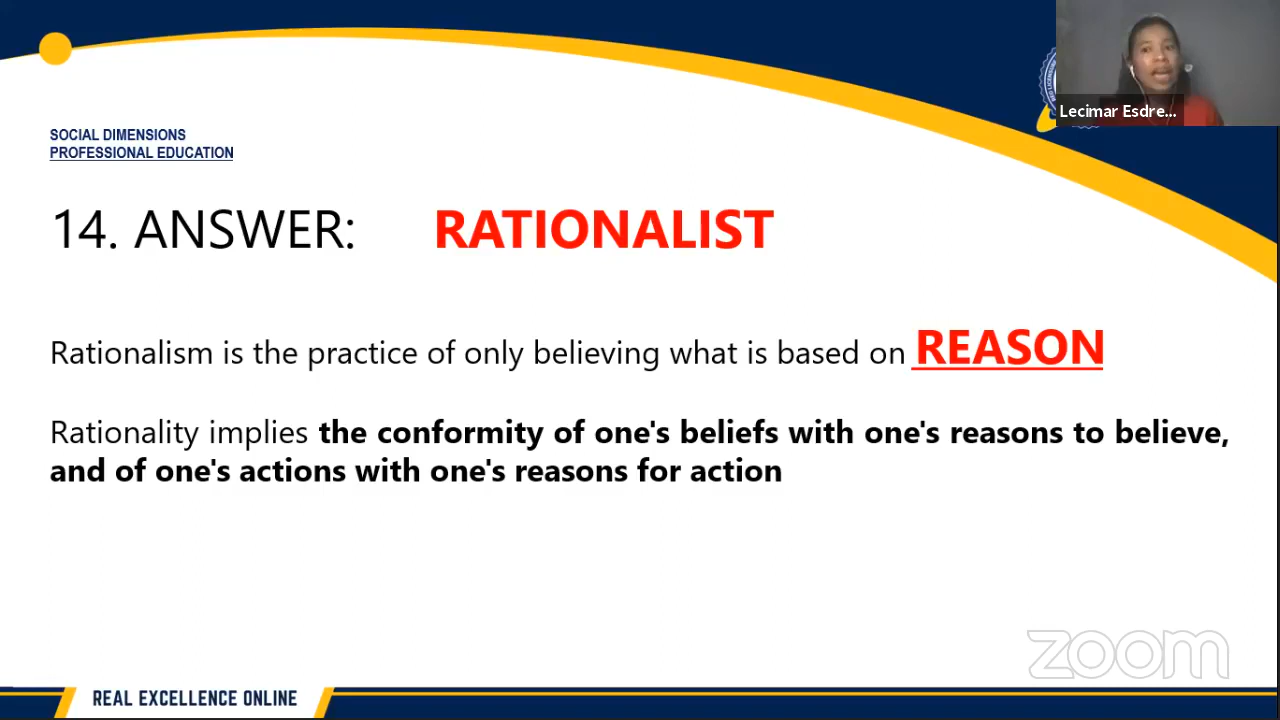 Lecimar Esdre...
SOCIAL DIMENSIONS
PROFESSIONAL EDUCATION
14. ANSWER: RATIONALIST
Rationalism is the practice of only believing what is based on REASON
Rationality implies the conformity of one's beliefs with one's reasons to believe,
and of one's actions with one's reasons for action
zoom
REAL EXCELLENCE ONLINE